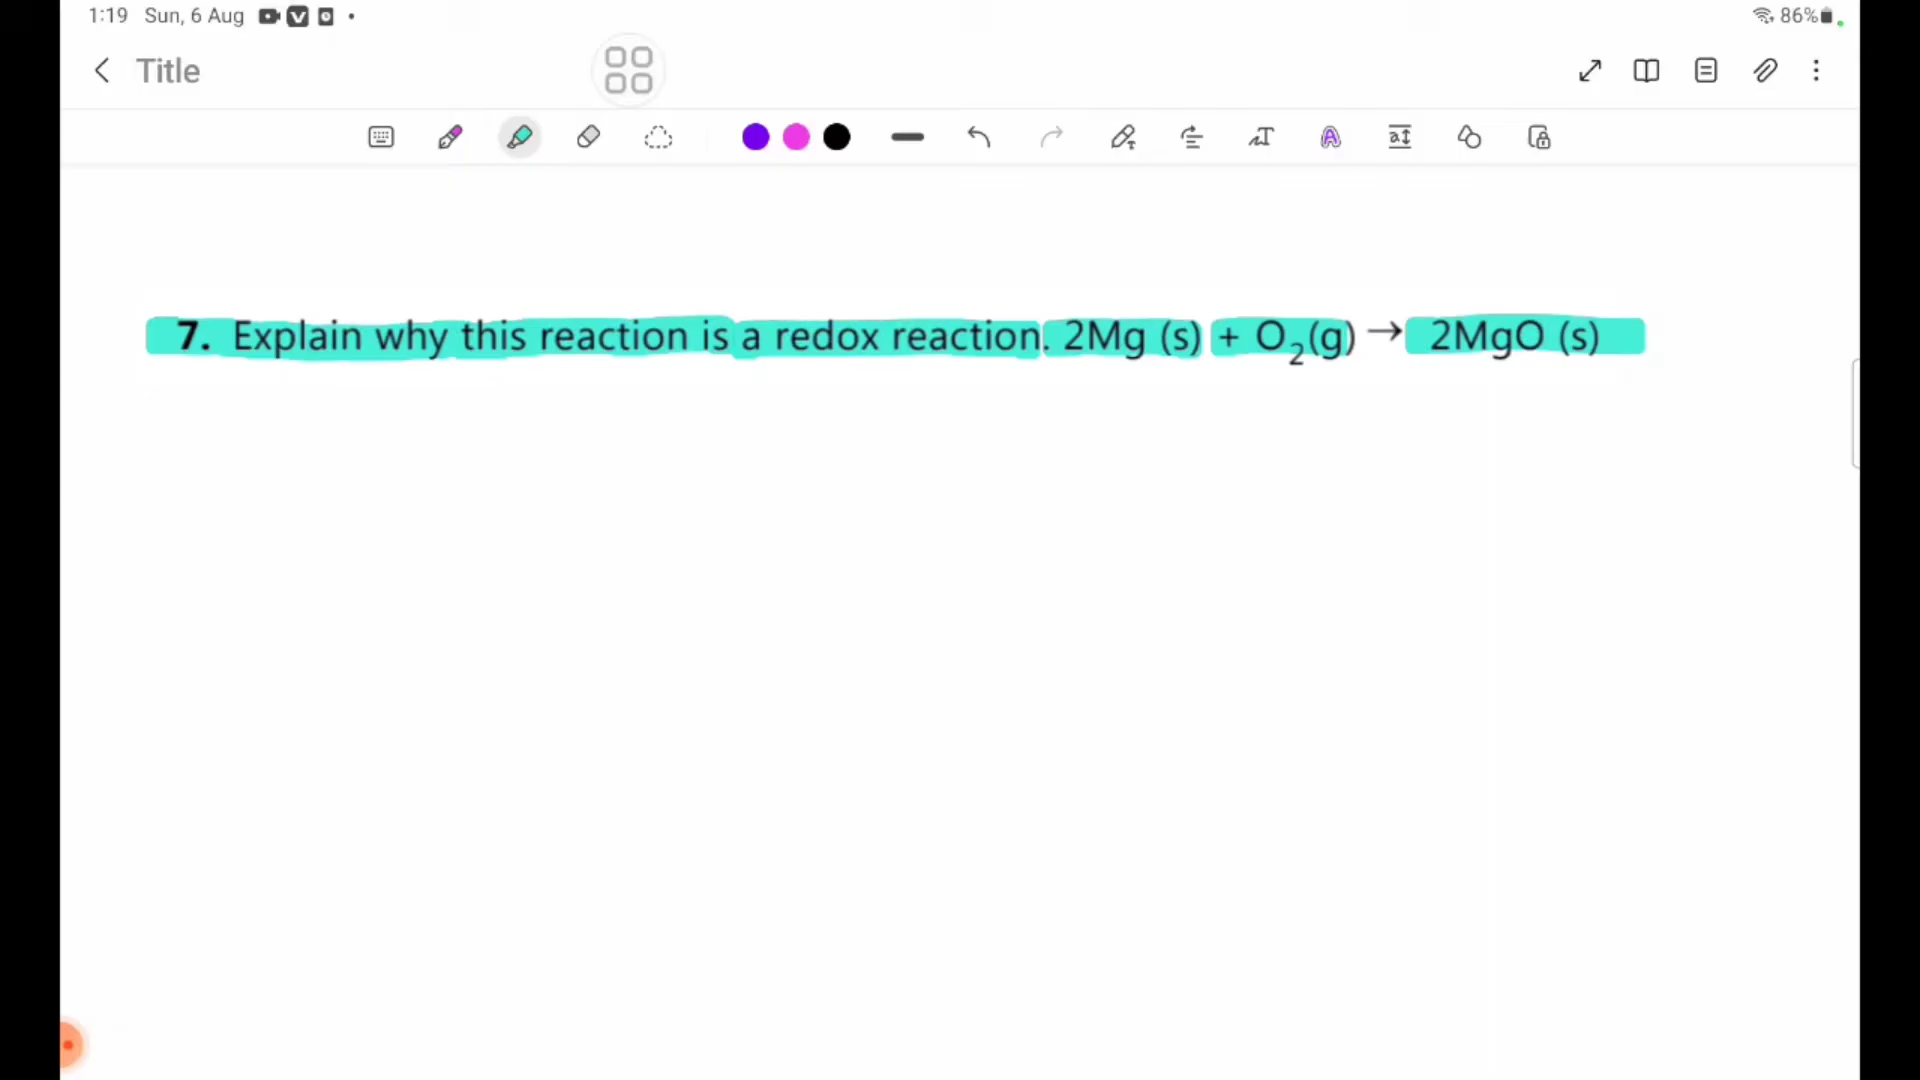 1:19 Sun, 6 Aug 86%
Title
7. Explain why this reaction is a redox reaction. 2Mg (s) + O₂(g) → 2MgO (s)